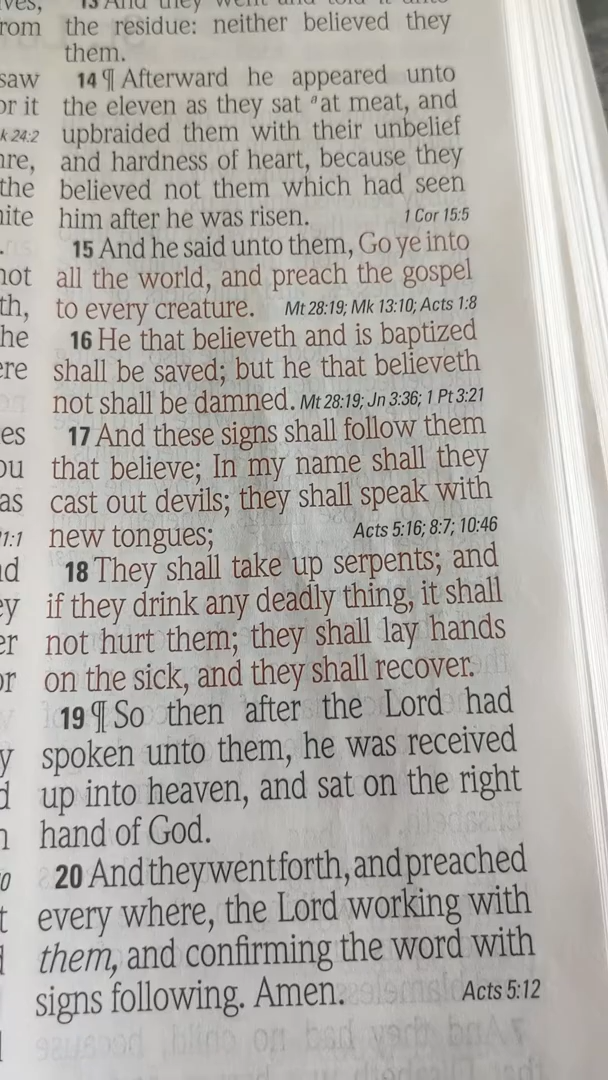 13 And they went and told it unto
the residue: neither believed they
them.
14 ¶ Afterward he appeared unto
the eleven as they sat ᵃat meat, and
upbraided them with their unbelief
and hardness of heart, because they
believed not them which had seen
him after he was risen. 1 Cor 15:5
15 And he said unto them, Go ye into
all the world, and preach the gospel
to every creature. Mt 28:19; Mk 13:10; Acts 1:8
16 He that believeth and is baptized
shall be saved; but he that believeth
not shall be damned. Mt 28:19; Jn 3:36; 1 Pt 3:21
17 And these signs shall follow them
that believe; In my name shall they
cast out devils; they shall speak with
new tongues; Acts 5:16; 8:7; 10:46
18 They shall take up serpents; and
if they drink any deadly thing, it shall
not hurt them; they shall lay hands
on the sick, and they shall recover.
19 ¶ So then after the Lord had
spoken unto them, he was received
up into heaven, and sat on the right
hand of God.
20 And they went forth, and preached
every where, the Lord working with
them, and confirming the word with
signs following. Amen. Acts 5:12